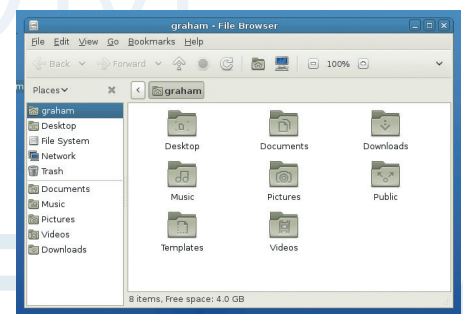 graham - File Browser
File Edit View Go Bookmarks Help
Back Forward 100%
Places graham
graham
Desktop
File System
Network
Trash
Documents
Music
Pictures
Videos
Downloads
Desktop Documents Downloads
Music Pictures Public
Templates Videos
8 items, Free space: 4.0 GB